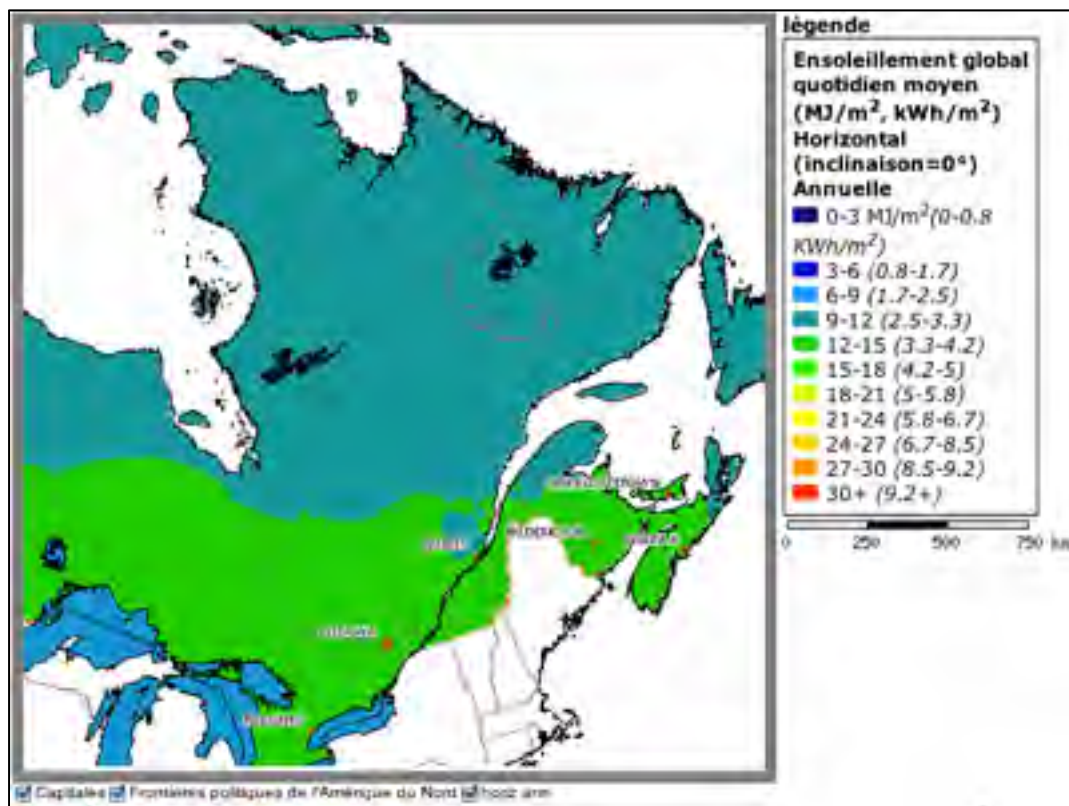 légende
Ensoleillement global
quotidien moyen
(MJ/m², kWh/m²)
Horizontal
(inclinaison=0°)
Annuelle
0-3 MJ/m²(0-0.8
KWh/m²)
3-6 (0.8-1.7)
6-9 (1.7-2.5)
9-12 (2.5-3.3)
12-15 (3.3-4.2)
15-18 (4.2-5)
18-21 (5-5.8)
21-24 (5.8-6.7)
24-27 (6.7-8.5)
27-30 (8.5-9.2)
30+ (9.2+)
0 250 500 750 km
Capitales Frontières politiques de l'Amérique du Nord